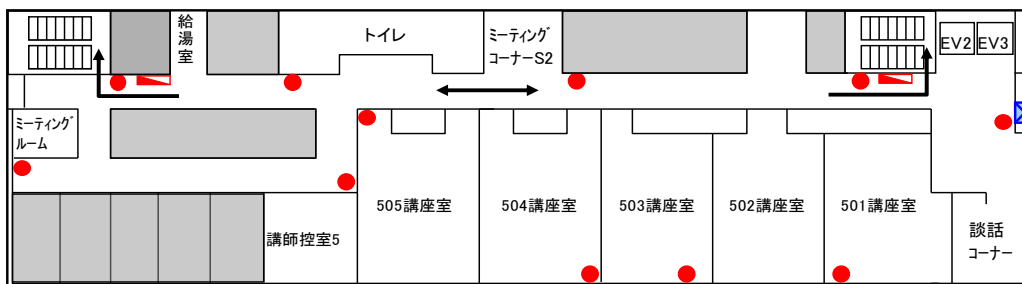 給
湯
室
トイレ
ミーティング
コーナーS2
EV2
EV3
ミーティング
ルーム
505講座室
504講座室
503講座室
502講座室
501講座室
講師控室5
談話
コーナー